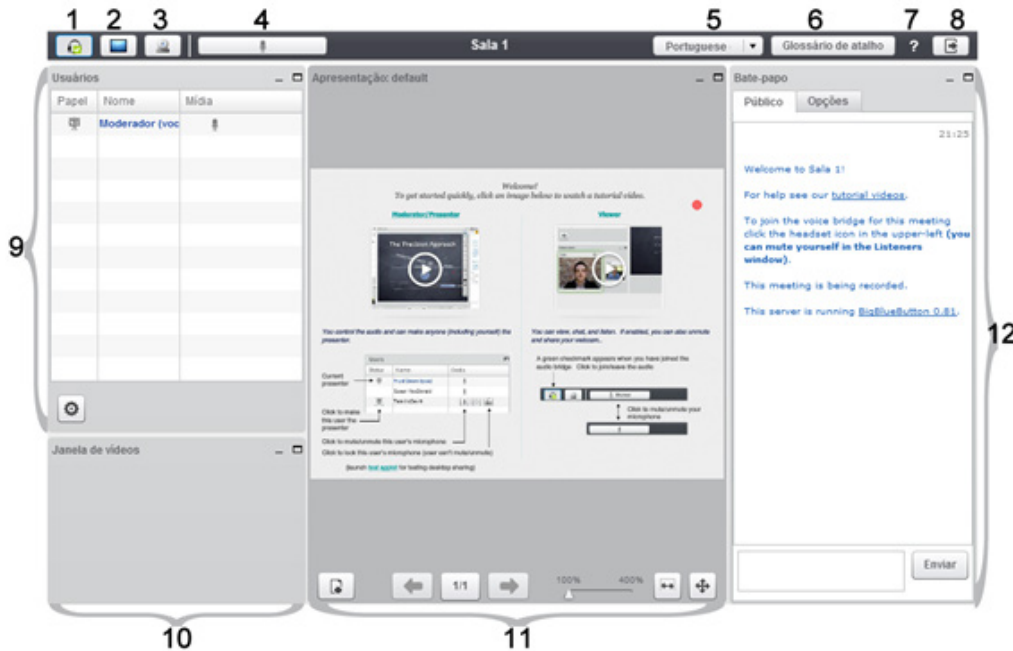 1 2 3 4 5 6 7 8
Sala 1
Portuguese
Glossário de atalho
?
9
Usuários
Papel Nome Mídia
Moderador (voc
Janela de vídeos
10
Apresentação: default
Welcome!
To get started quickly, click an image below to watch a tutorial video.
Moderator/Presenter
Viewer
The Precision Approach
You control the audio and can make anyone (including yourself) the
presenter.
You can view, chat, and listen. If enabled, you can also unmute
and share your webcam.
Current
presenter
Click to make
this user the
presenter
Click to mute/unmute this user's microphone
Click to lock this user's microphone (user can't mute/unmute)
(launch test applet for testing desktop sharing)
A green checkmark appears when you have joined the
audio bridge. Click to join/leave the audio
Click to mute/unmute your
microphone
1/1
100% 400%
11
Bate-papo
Público Opções
21:25
Welcome to Sala 1!
For help see our tutorial videos.
To join the voice bridge for this meeting
click the headset icon in the upper-left (you
can mute yourself in the Listeners
window).
This meeting is being recorded.
This server is running BigBlueButton 0.81.
Enviar
12